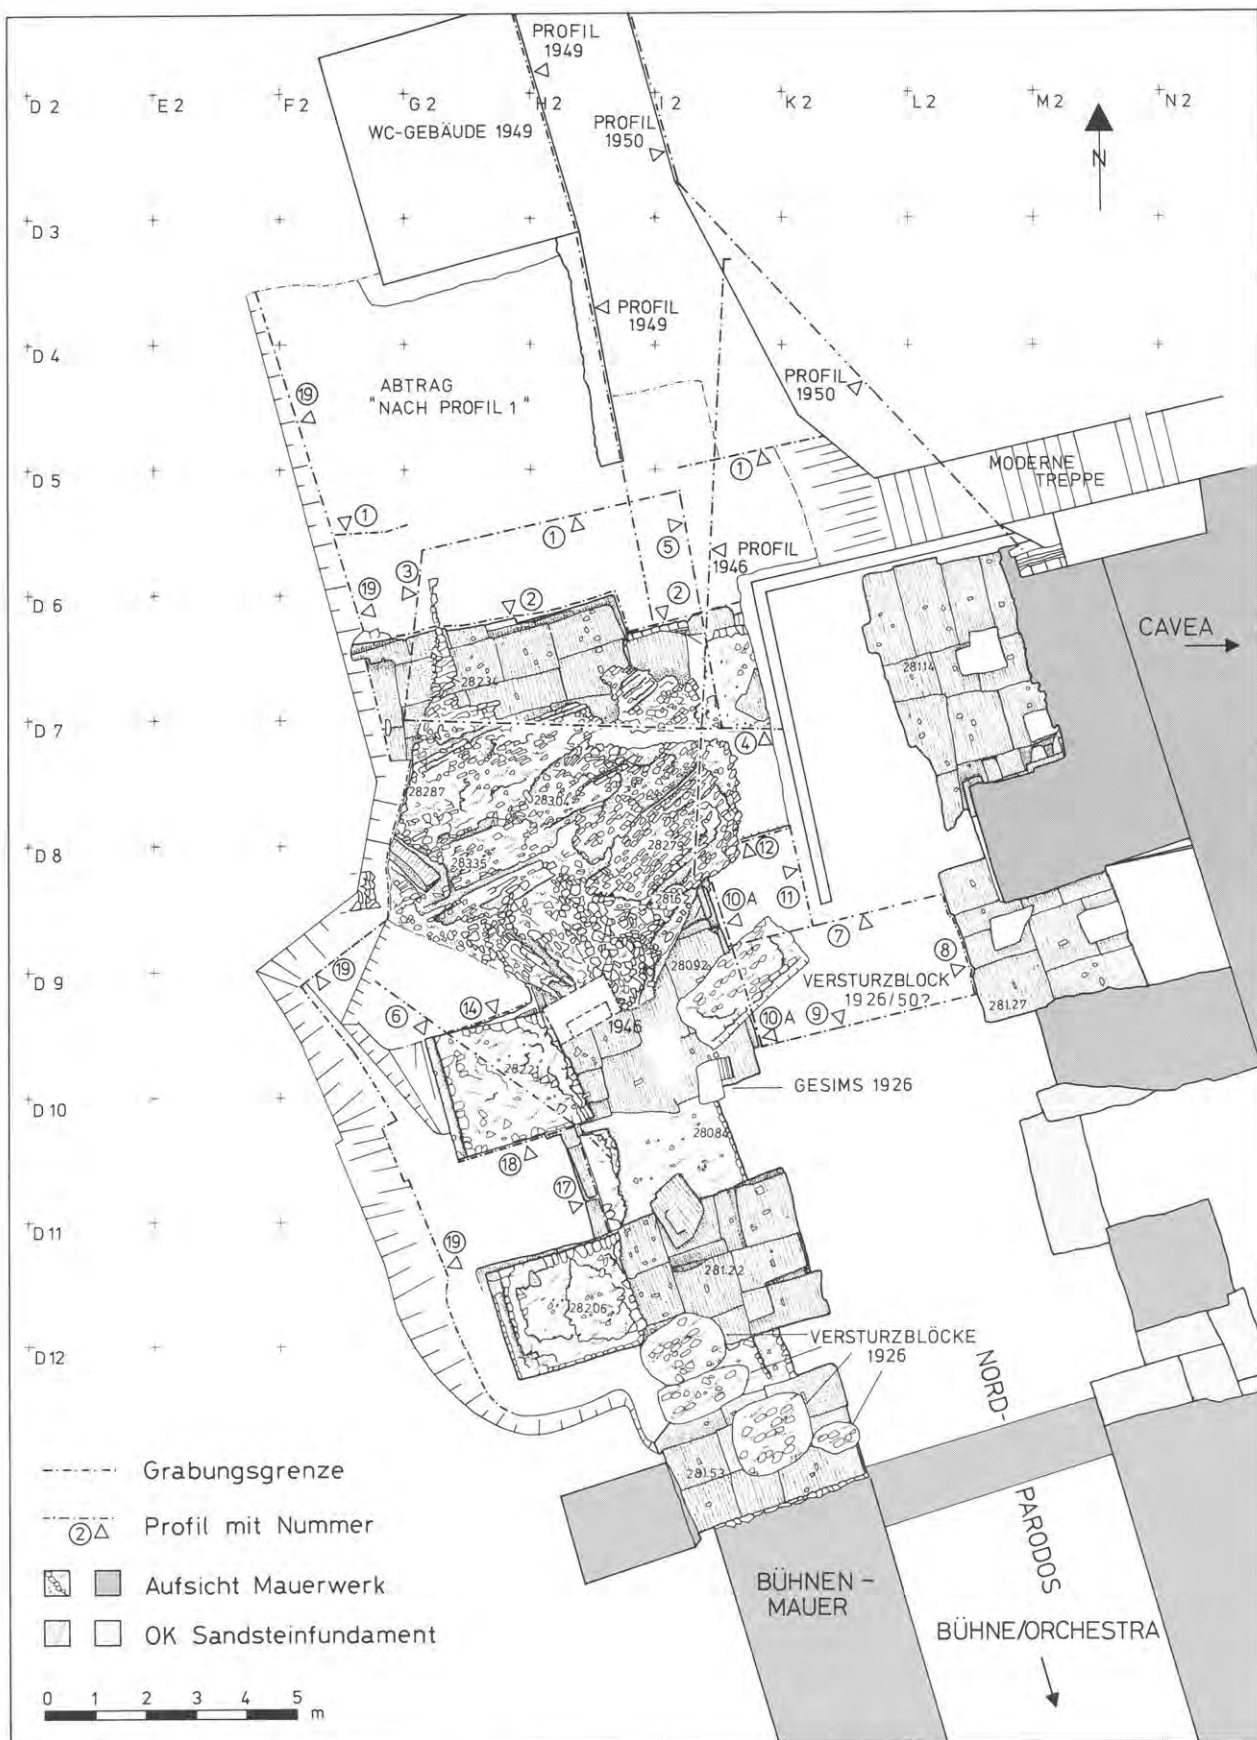 PROFIL
1949
D 2
E 2
F 2
G 2
H 2
I 2
K 2
L 2
M 2
N 2
WC-GEBÄUDE 1949
PROFIL
1950
N
D 3
PROFIL
1949
D 4
ABTRAG
"NACH PROFIL 1"
PROFIL
1950
19
D 5
1
MODERNE
TREPPE
1
1
5
PROFIL
1946
3
D 6
19
2
2
CAVEA
281.14
282.34
D 7
4
282.87
283.04
D 8
283.35
282.79
12
281.6
11
10 A
7
8
D 9
19
280.92
VERSTURZBLOCK
1926/50?
281.27
14
6
1946
10 A
9
282.21
GESIMS 1926
D 10
280.84
18
17
D 11
19
281.22
282.06
D 12
VERSTURZBLÖCKE
1926
NORD-
PARODOS
281.53
Grabungsgrenze
2 Profil mit Nummer
Aufsicht Mauerwerk
OK Sandsteinfundament
BÜHNEN-
MAUER
BÜHNE/ORCHESTRA
0 1 2 3 4 5 m